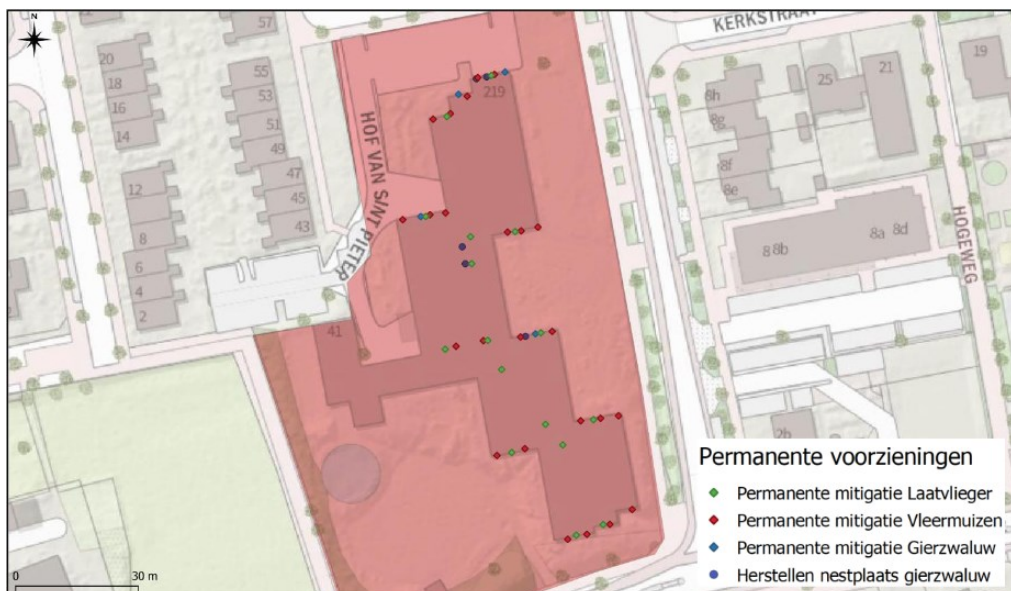 N
57
KERKSTRAAT
20
18
16
14
55
53
51
49
47
45
43
12
8
6
4
2
HOF VAN SINT PIETER
219
41
8h
8g
8f
8e
25
21
19
8
8b
8a
8d
HOGEWEG
2b
Permanente voorzieningen
Permanente mitigatie Laatvlieger
Permanente mitigatie Vleermuizen
Permanente mitigatie Gierzwaluw
Herstellen nestplaats gierzwaluw
0
30 m